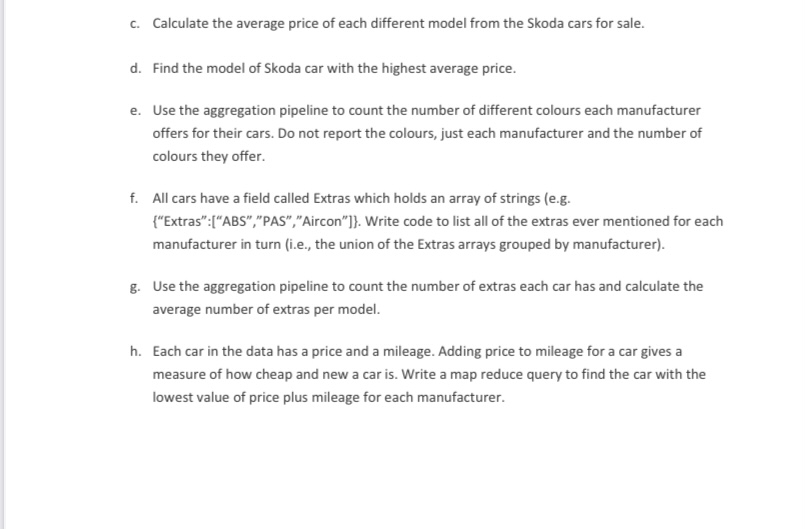 c. Calculate the average price of each different model from the Skoda cars for sale.
d. Find the model of Skoda car with the highest average price.
e. Use the aggregation pipeline to count the number of different colours each manufacturer
offers for their cars. Do not report the colours, just each manufacturer and the number of
colours they offer.
f. All cars have a field called Extras which holds an array of strings (e.g.
{“Extras”:[“ABS”,”PAS”,”Aircon”]}. Write code to list all of the extras ever mentioned for each
manufacturer in turn (i.e., the union of the Extras arrays grouped by manufacturer).
g. Use the aggregation pipeline to count the number of extras each car has and calculate the
average number of extras per model.
h. Each car in the data has a price and a mileage. Adding price to mileage for a car gives a
measure of how cheap and new a car is. Write a map reduce query to find the car with the
lowest value of price plus mileage for each manufacturer.